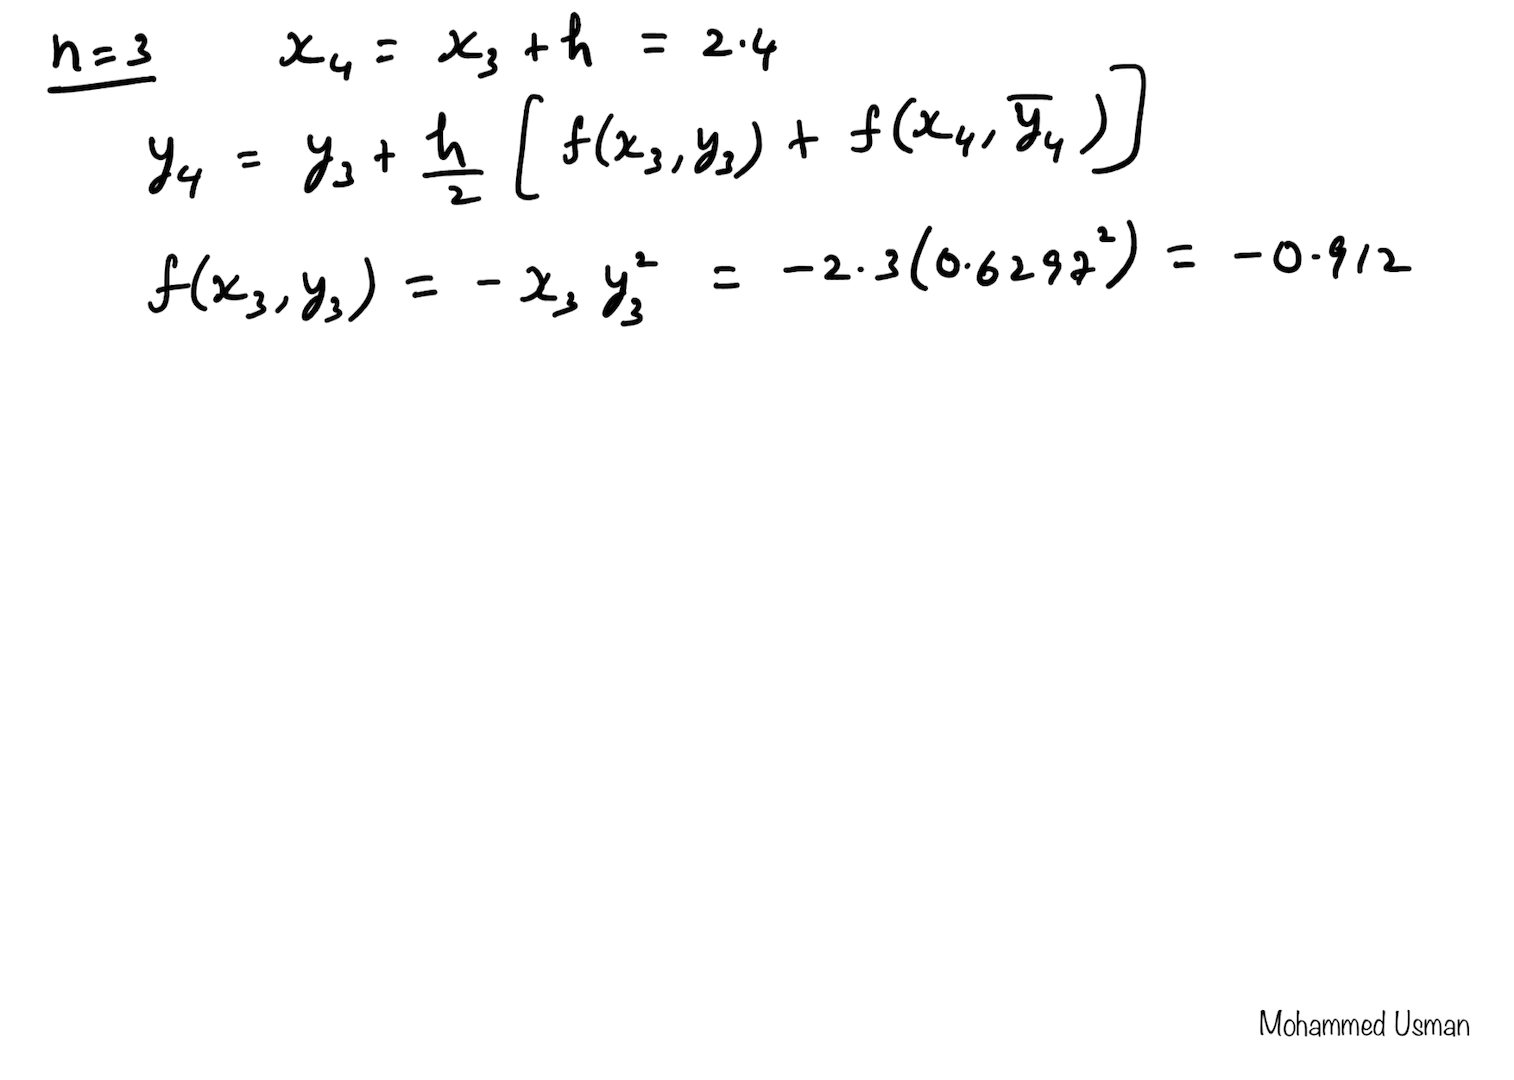 n=3 x₄ = x₃ + h = 2.4
y₄ = y₃ + h/2 [ f(x₃, y₃) + f(x₄, y̅₄) ]
f(x₃, y₃) = - x₃ y₃² = -2.3(0.6297²) = -0.912
Mohammed Usman